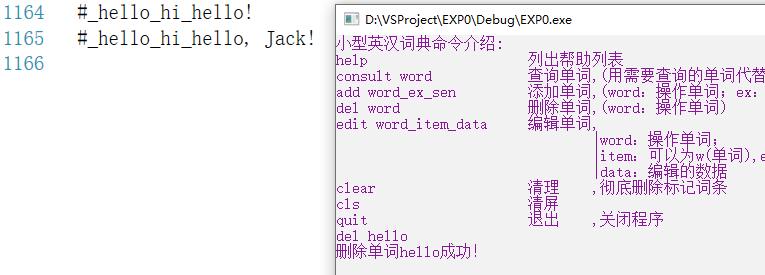 1164 #_hello_hi_hello!
1165 #_hello_hi_hello, Jack!
1166
D:\VSProject\EXP0\Debug\EXP0.exe
小型英汉词典命令介绍:
help 列出帮助列表
consult word 查询单词,(用需要查询的单词代替
add word_ex_sen 添加单词,(word: 操作单词; ex:
del word 删除单词,(word: 操作单词)
edit word_item_data 编辑单词,
|word: 操作单词;
|item: 可以为w(单词),e
|data: 编辑的数据
clear 清理 ,彻底删除标记词条
cls 清屏
quit 退出 ,关闭程序
del hello
删除单词hello成功!